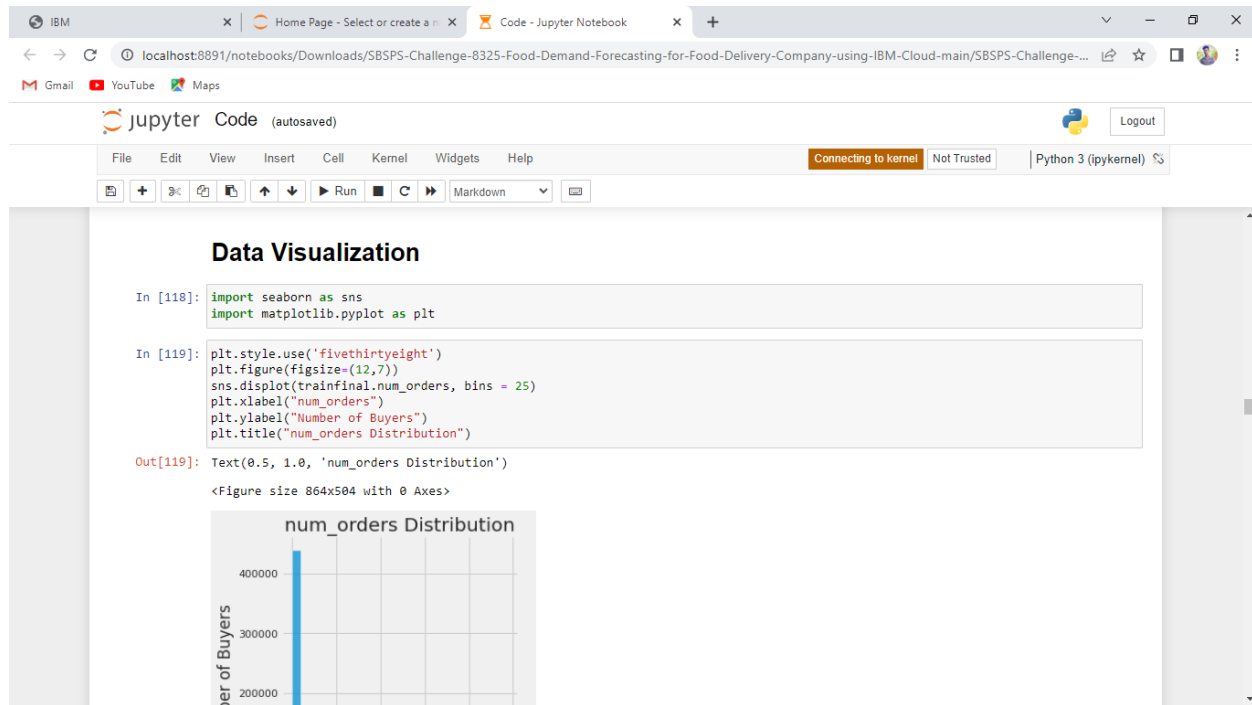 IBM
Home Page - Select or create a n
Code - Jupyter Notebook
localhost:8891/notebooks/Downloads/SBSPS-Challenge-8325-Food-Demand-Forecasting-for-Food-Delivery-Company-using-IBM-Cloud-main/SBSPS-Challenge-...
Gmail YouTube Maps
jupyter Code (autosaved) Logout
File Edit View Insert Cell Kernel Widgets Help Connecting to kernel Not Trusted Python 3 (ipykernel)
Run Markdown
Data Visualization
In [118]: import seaborn as sns
import matplotlib.pyplot as plt
In [119]: plt.style.use('fivethirtyeight')
plt.figure(figsize=(12,7))
sns.displot(trainfinal.num_orders, bins = 25)
plt.xlabel("num_orders")
plt.ylabel("Number of Buyers")
plt.title("num_orders Distribution")
Out[119]: Text(0.5, 1.0, 'num_orders Distribution')
<Figure size 864x504 with 0 Axes>
num_orders Distribution
400000
300000
200000
of Buyers